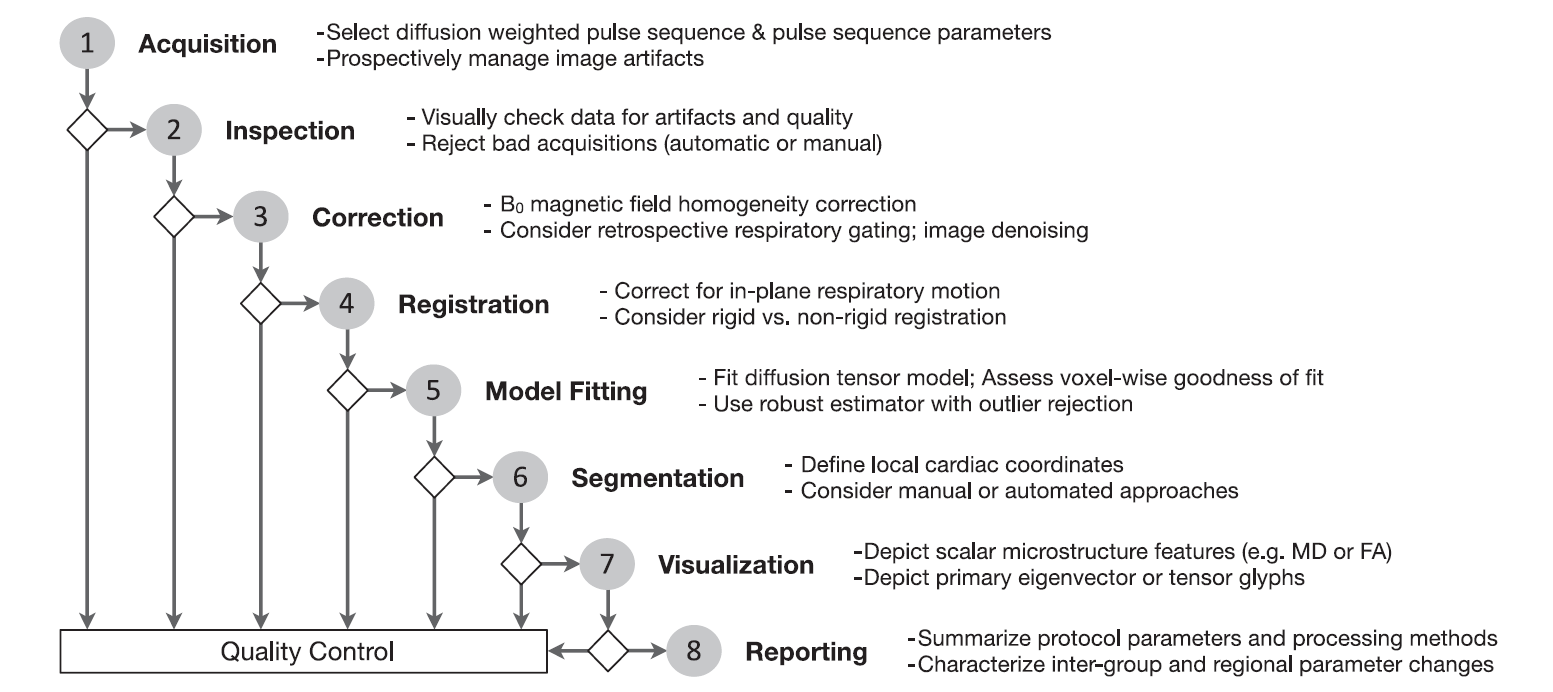 1 Acquisition
-Select diffusion weighted pulse sequence & pulse sequence parameters
-Prospectively manage image artifacts
2 Inspection
- Visually check data for artifacts and quality
- Reject bad acquisitions (automatic or manual)
3 Correction
- B₀ magnetic field homogeneity correction
- Consider retrospective respiratory gating; image denoising
4 Registration
- Correct for in-plane respiratory motion
- Consider rigid vs. non-rigid registration
5 Model Fitting
- Fit diffusion tensor model; Assess voxel-wise goodness of fit
- Use robust estimator with outlier rejection
6 Segmentation
- Define local cardiac coordinates
- Consider manual or automated approaches
7 Visualization
-Depict scalar microstructure features (e.g. MD or FA)
-Depict primary eigenvector or tensor glyphs
Quality Control
8 Reporting
-Summarize protocol parameters and processing methods
-Characterize inter-group and regional parameter changes